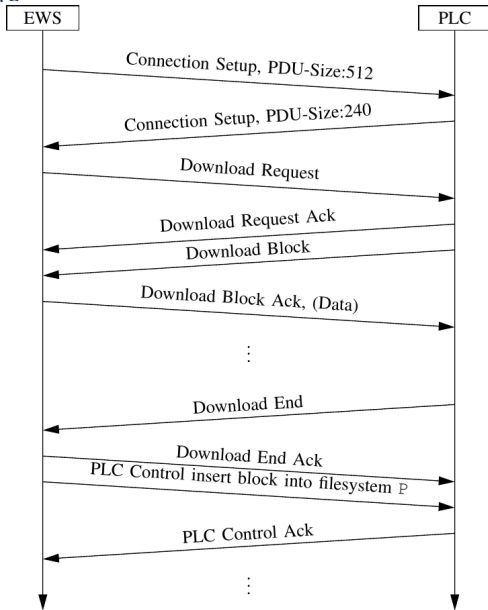 EWS
PLC
Connection Setup, PDU-Size:512
Connection Setup, PDU-Size:240
Download Request
Download Request Ack
Download Block
Download Block Ack, (Data)
⋮
Download End
Download End Ack
PLC Control insert block into filesystem P
PLC Control Ack
⋮